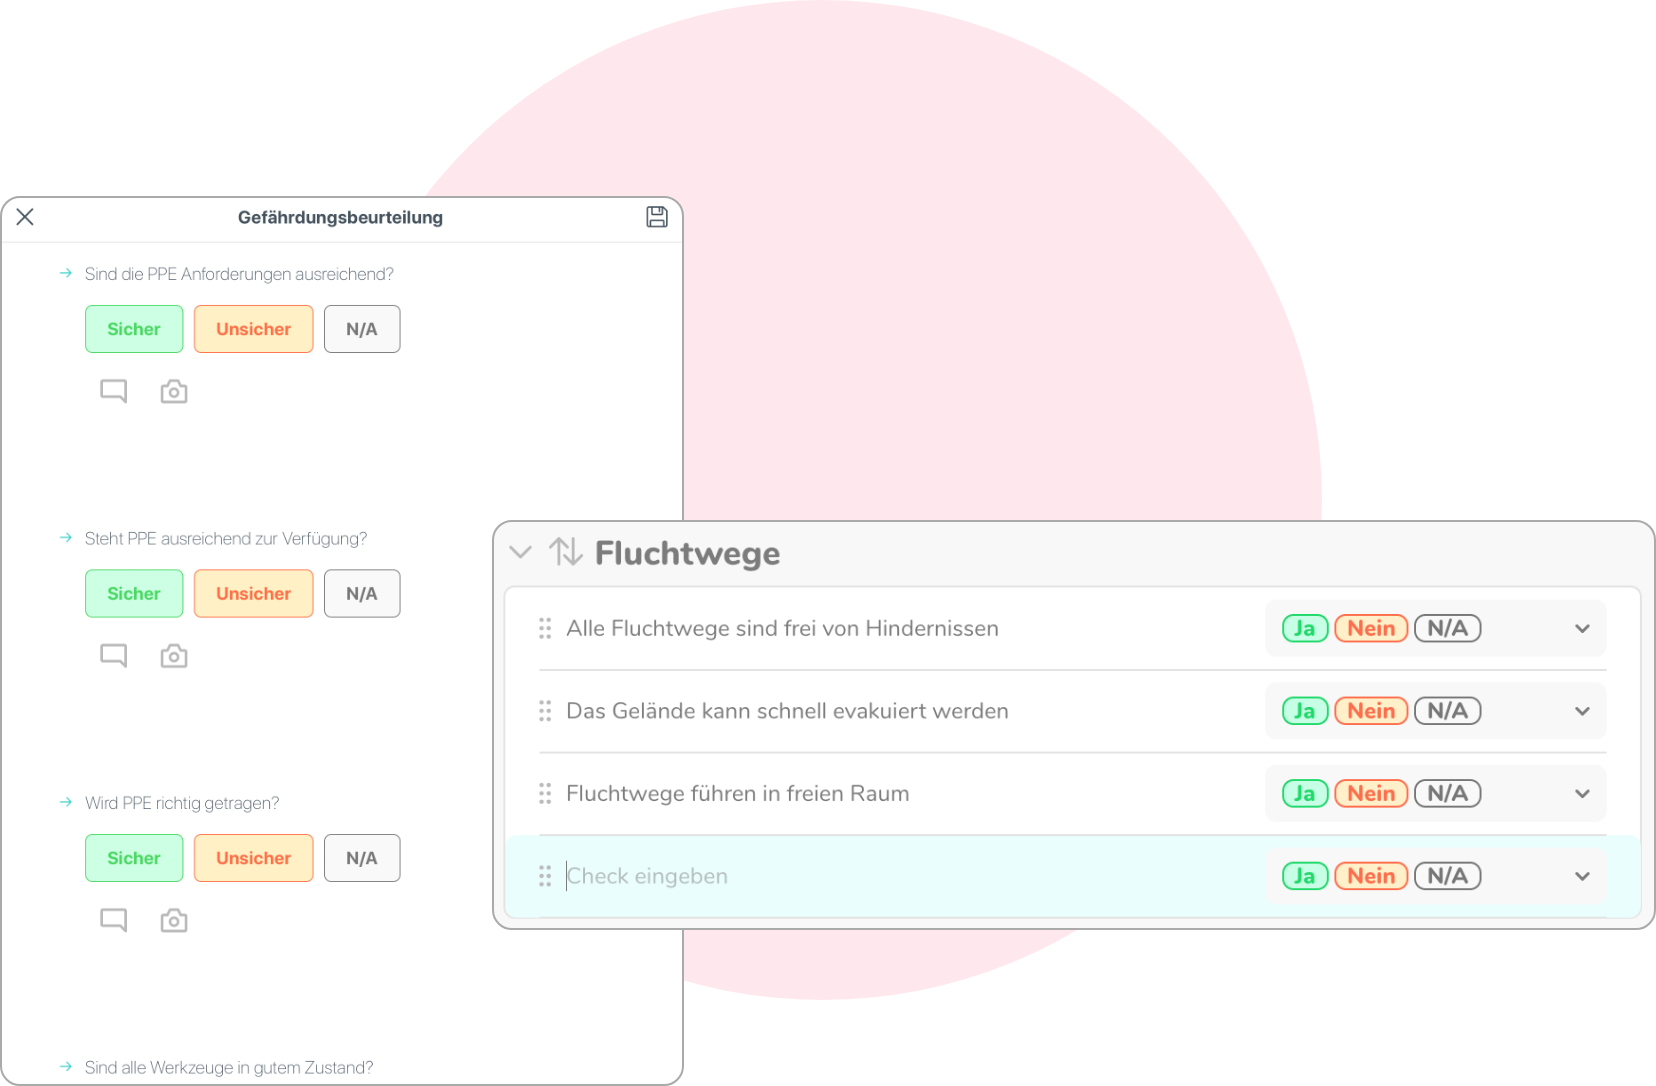 Gefährdungsbeurteilung
Sind die PPE Anforderungen ausreichend?
Sicher Unsicher N/A
Steht PPE ausreichend zur Verfügung?
Sicher Unsicher N/A
Wird PPE richtig getragen?
Sicher Unsicher N/A
Sind alle Werkzeuge in gutem Zustand?
Fluchtwege
Alle Fluchtwege sind frei von Hindernissen Ja Nein N/A
Das Gelände kann schnell evakuiert werden Ja Nein N/A
Fluchtwege führen in freien Raum Ja Nein N/A
Check eingeben Ja Nein N/A